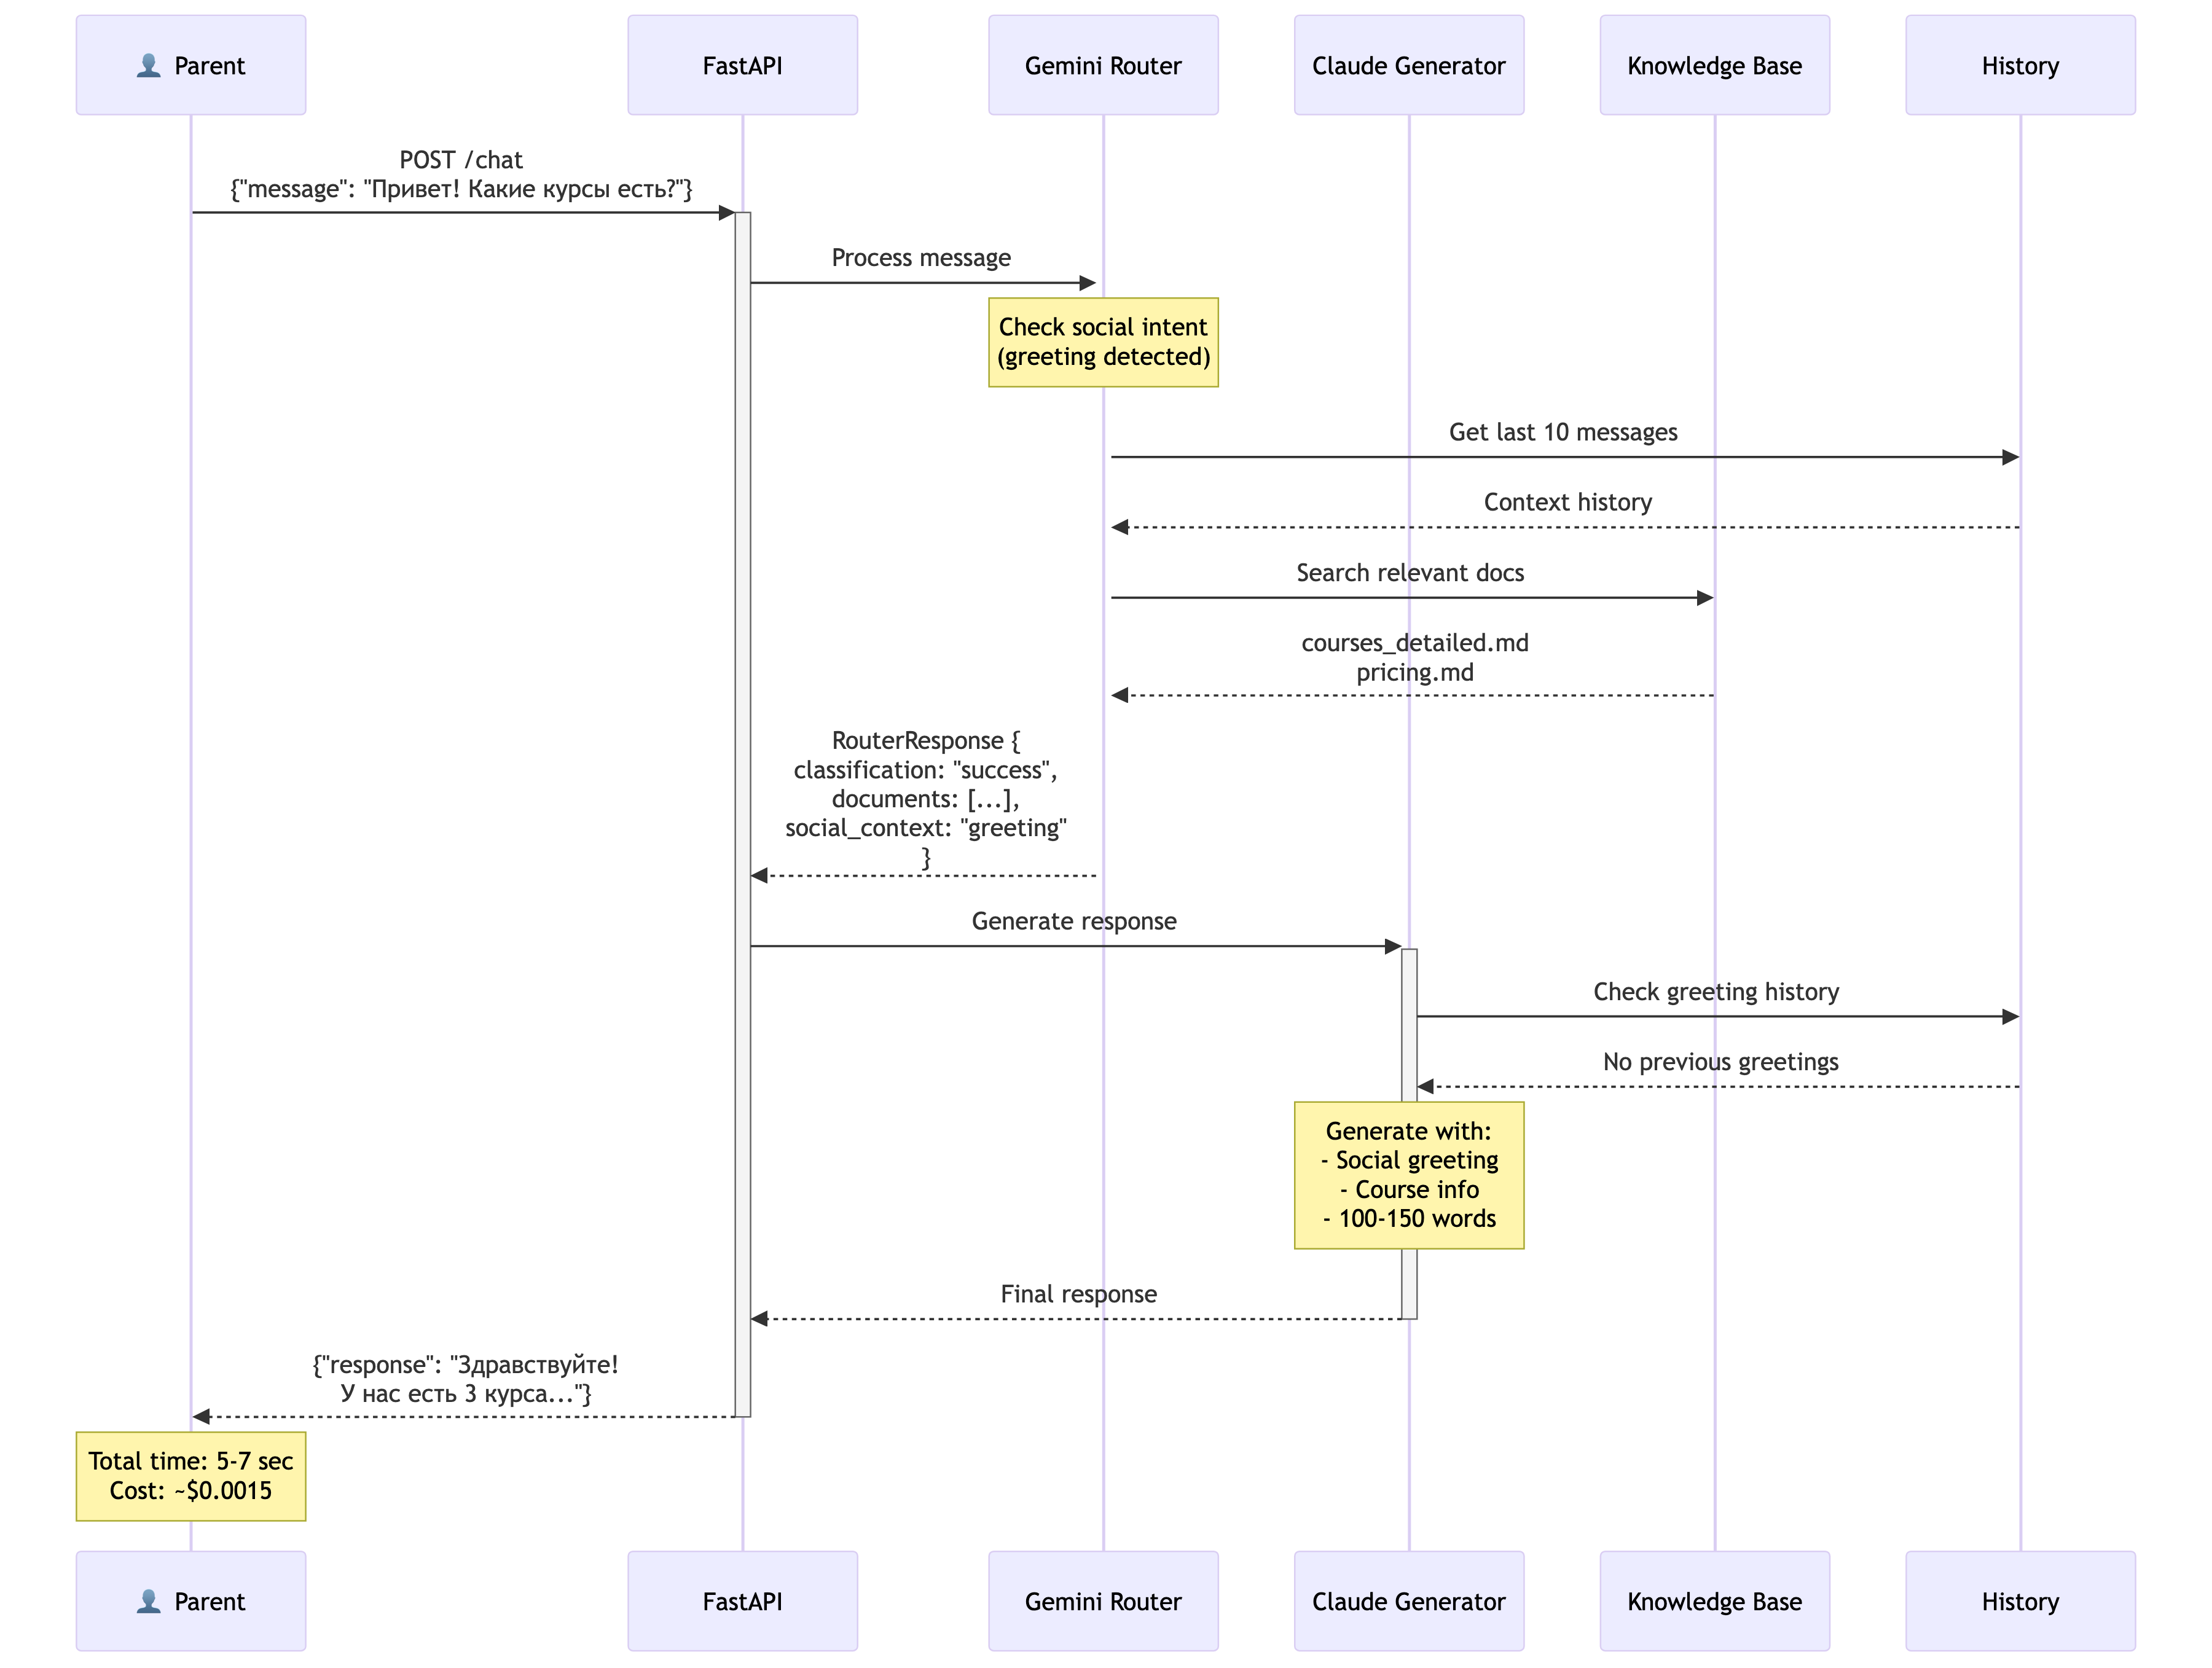 Parent
FastAPI
Gemini Router
Claude Generator
Knowledge Base
History
POST /chat
{"message": "Привет! Какие курсы есть?"}
Process message
Check social intent
(greeting detected)
Get last 10 messages
Context history
Search relevant docs
courses_detailed.md
pricing.md
RouterResponse {
classification: "success",
documents: [...],
social_context: "greeting"
}
Generate response
Check greeting history
No previous greetings
Generate with:
- Social greeting
- Course info
- 100-150 words
Final response
{"response": "Здравствуйте!
У нас есть 3 курса..."}
Total time: 5-7 sec
Cost: ~$0.0015
Parent
FastAPI
Gemini Router
Claude Generator
Knowledge Base
History